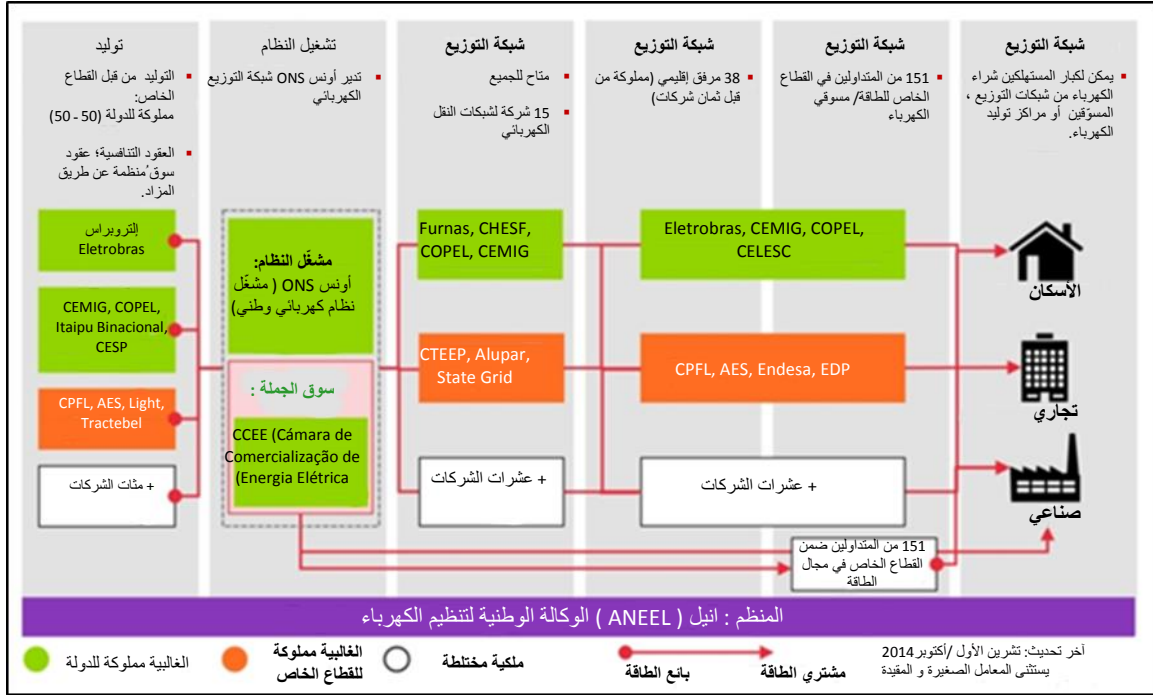 توليد
▪ التوليد من قبل القطاع
الخاص:
مملوكة للدولة (50 - 50)
▪ العقود التنافسية؛ عقود
سوق ُمنظمة عن طريق
المزاد.
تشغيل النظام
▪ تدير أونس ONS شبكة التوزيع
الكهربائي
شبكة التوزيع
▪ متاح للجميع
▪ 15 شركة لشبكات النقل
الكهربائي
شبكة التوزيع
▪ 38 مرفق إقليمي (مملوكة من
قبل ثمان شركات)
شبكة التوزيع
▪ 151 من المتداولين في القطاع
الخاص للطاقة/ مسوقي
الكهرباء
شبكة التوزيع
▪ يمكن لكبار المستهلكين شراء
الكهرباء من شبكات التوزيع ،
المسوّقين أو مراكز توليد
الكهرباء.
إلتروبراس
Eletrobras
CEMIG, COPEL,
Itaipu Binacional,
CESP
CPFL, AES, Light,
Tractebel
+ مئات الشركات
مشغّل النظام:
أونس ONS ( مشغّل
نظام كهربائي وطني)
سوق الجملة :
CCEE (Cámara de
Comercialização de
(Energia Elétrica
Furnas, CHESF,
COPEL, CEMIG
CTEEP, Alupar,
State Grid
+ عشرات الشركات
Eletrobras, CEMIG, COPEL,
CELESC
CPFL, AES, Endesa, EDP
+ عشرات الشركات
151 من المتداولين ضمن
القطاع الخاص في مجال
الطاقة
الأسكان
تجاري
صناعي
المنظم : انيل ( ANEEL ) الوكالة الوطنية لتنظيم الكهرباء
الغالبية مملوكة للدولة
الغالبية مملوكة
للقطاع الخاص
ملكية مختلطة
بائع الطاقة
مشتري الطاقة
آخر تحديث: تشرين الأول /أكتوبر2014
يستثنى المعامل الصغيرة و المقيدة